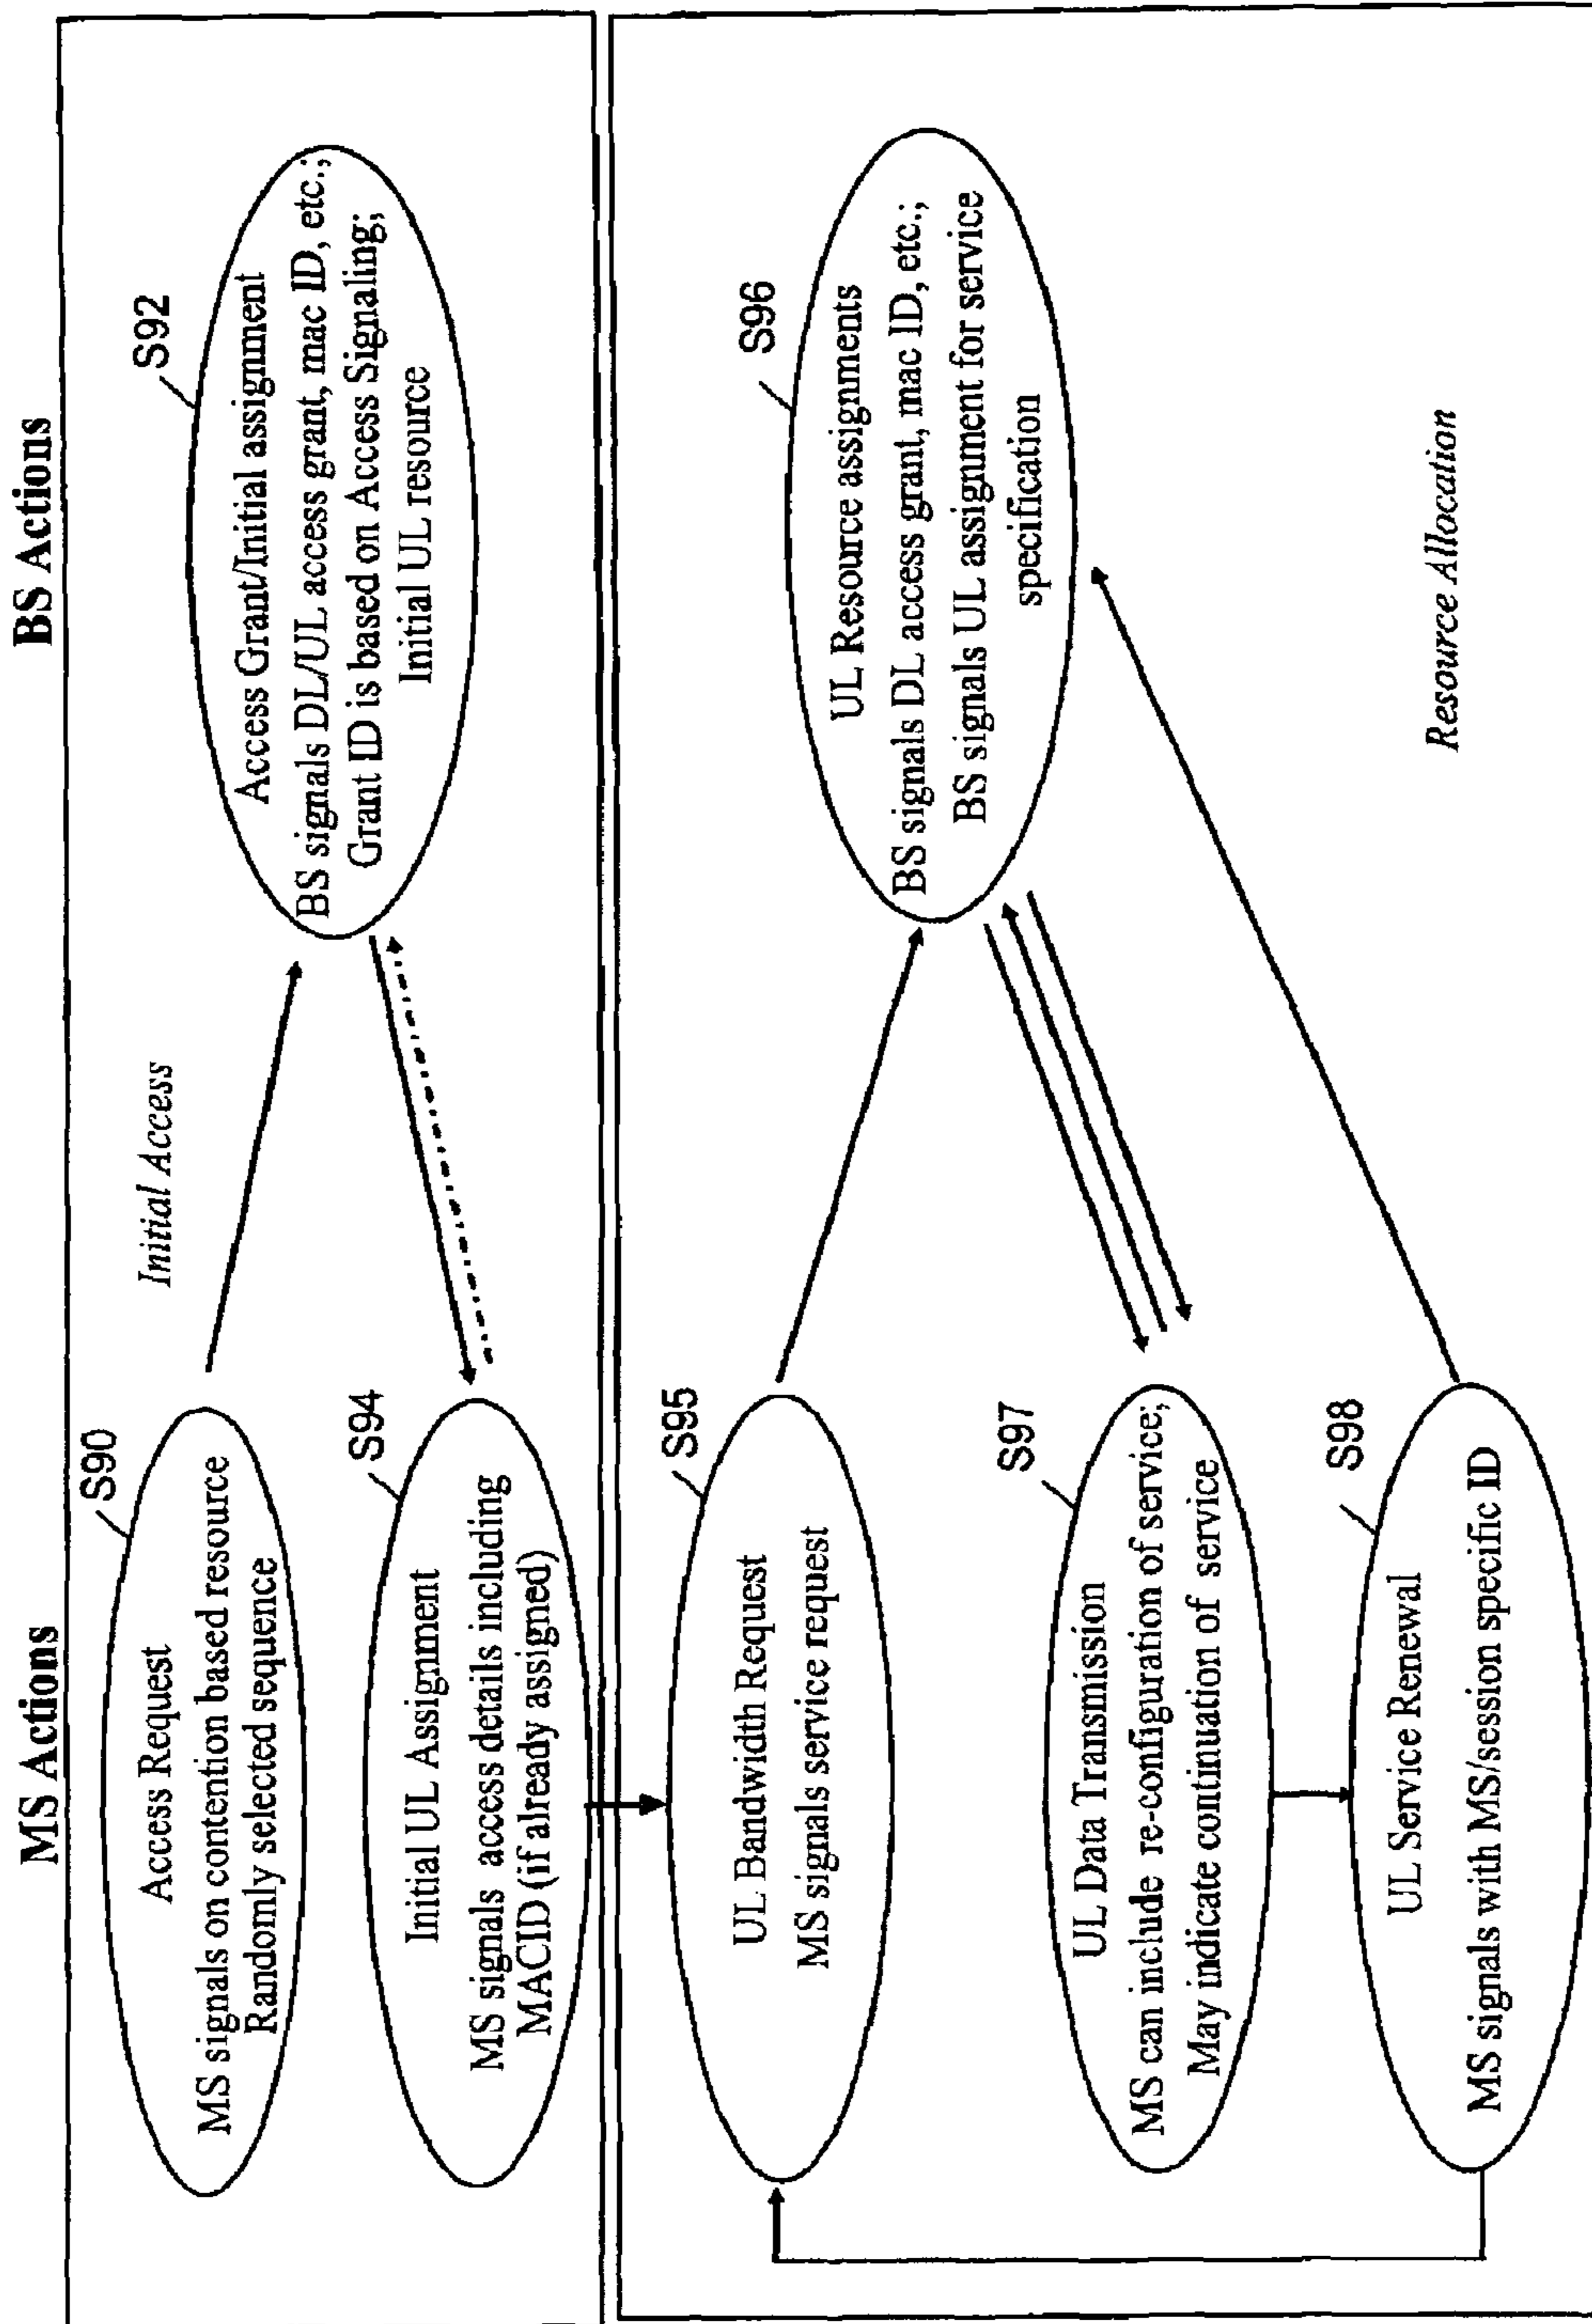 MS Actions
BS Actions
Initial Access
S90
Access Request
MS signals on contention based resource
Randomly selected sequence
S92
Access Grant/Initial assignment
BS signals DL/UL access grant, mac ID, etc.;
Grant ID is based on Access Signaling;
Initial UL resource
S94
Initial UL Assignment
MS signals access details including
MACID (if already assigned)
S95
UL Bandwidth Request
MS signals service request
S96
UL Resource assignments
BS signals DL access grant, mac ID, etc.;
BS signals UL assignment for service
specification
S97
UL Data Transmission
MS can include re-configuration of service;
May indicate continuation of service
S98
UL Service Renewal
MS signals with MS/session specific ID
Resource Allocation